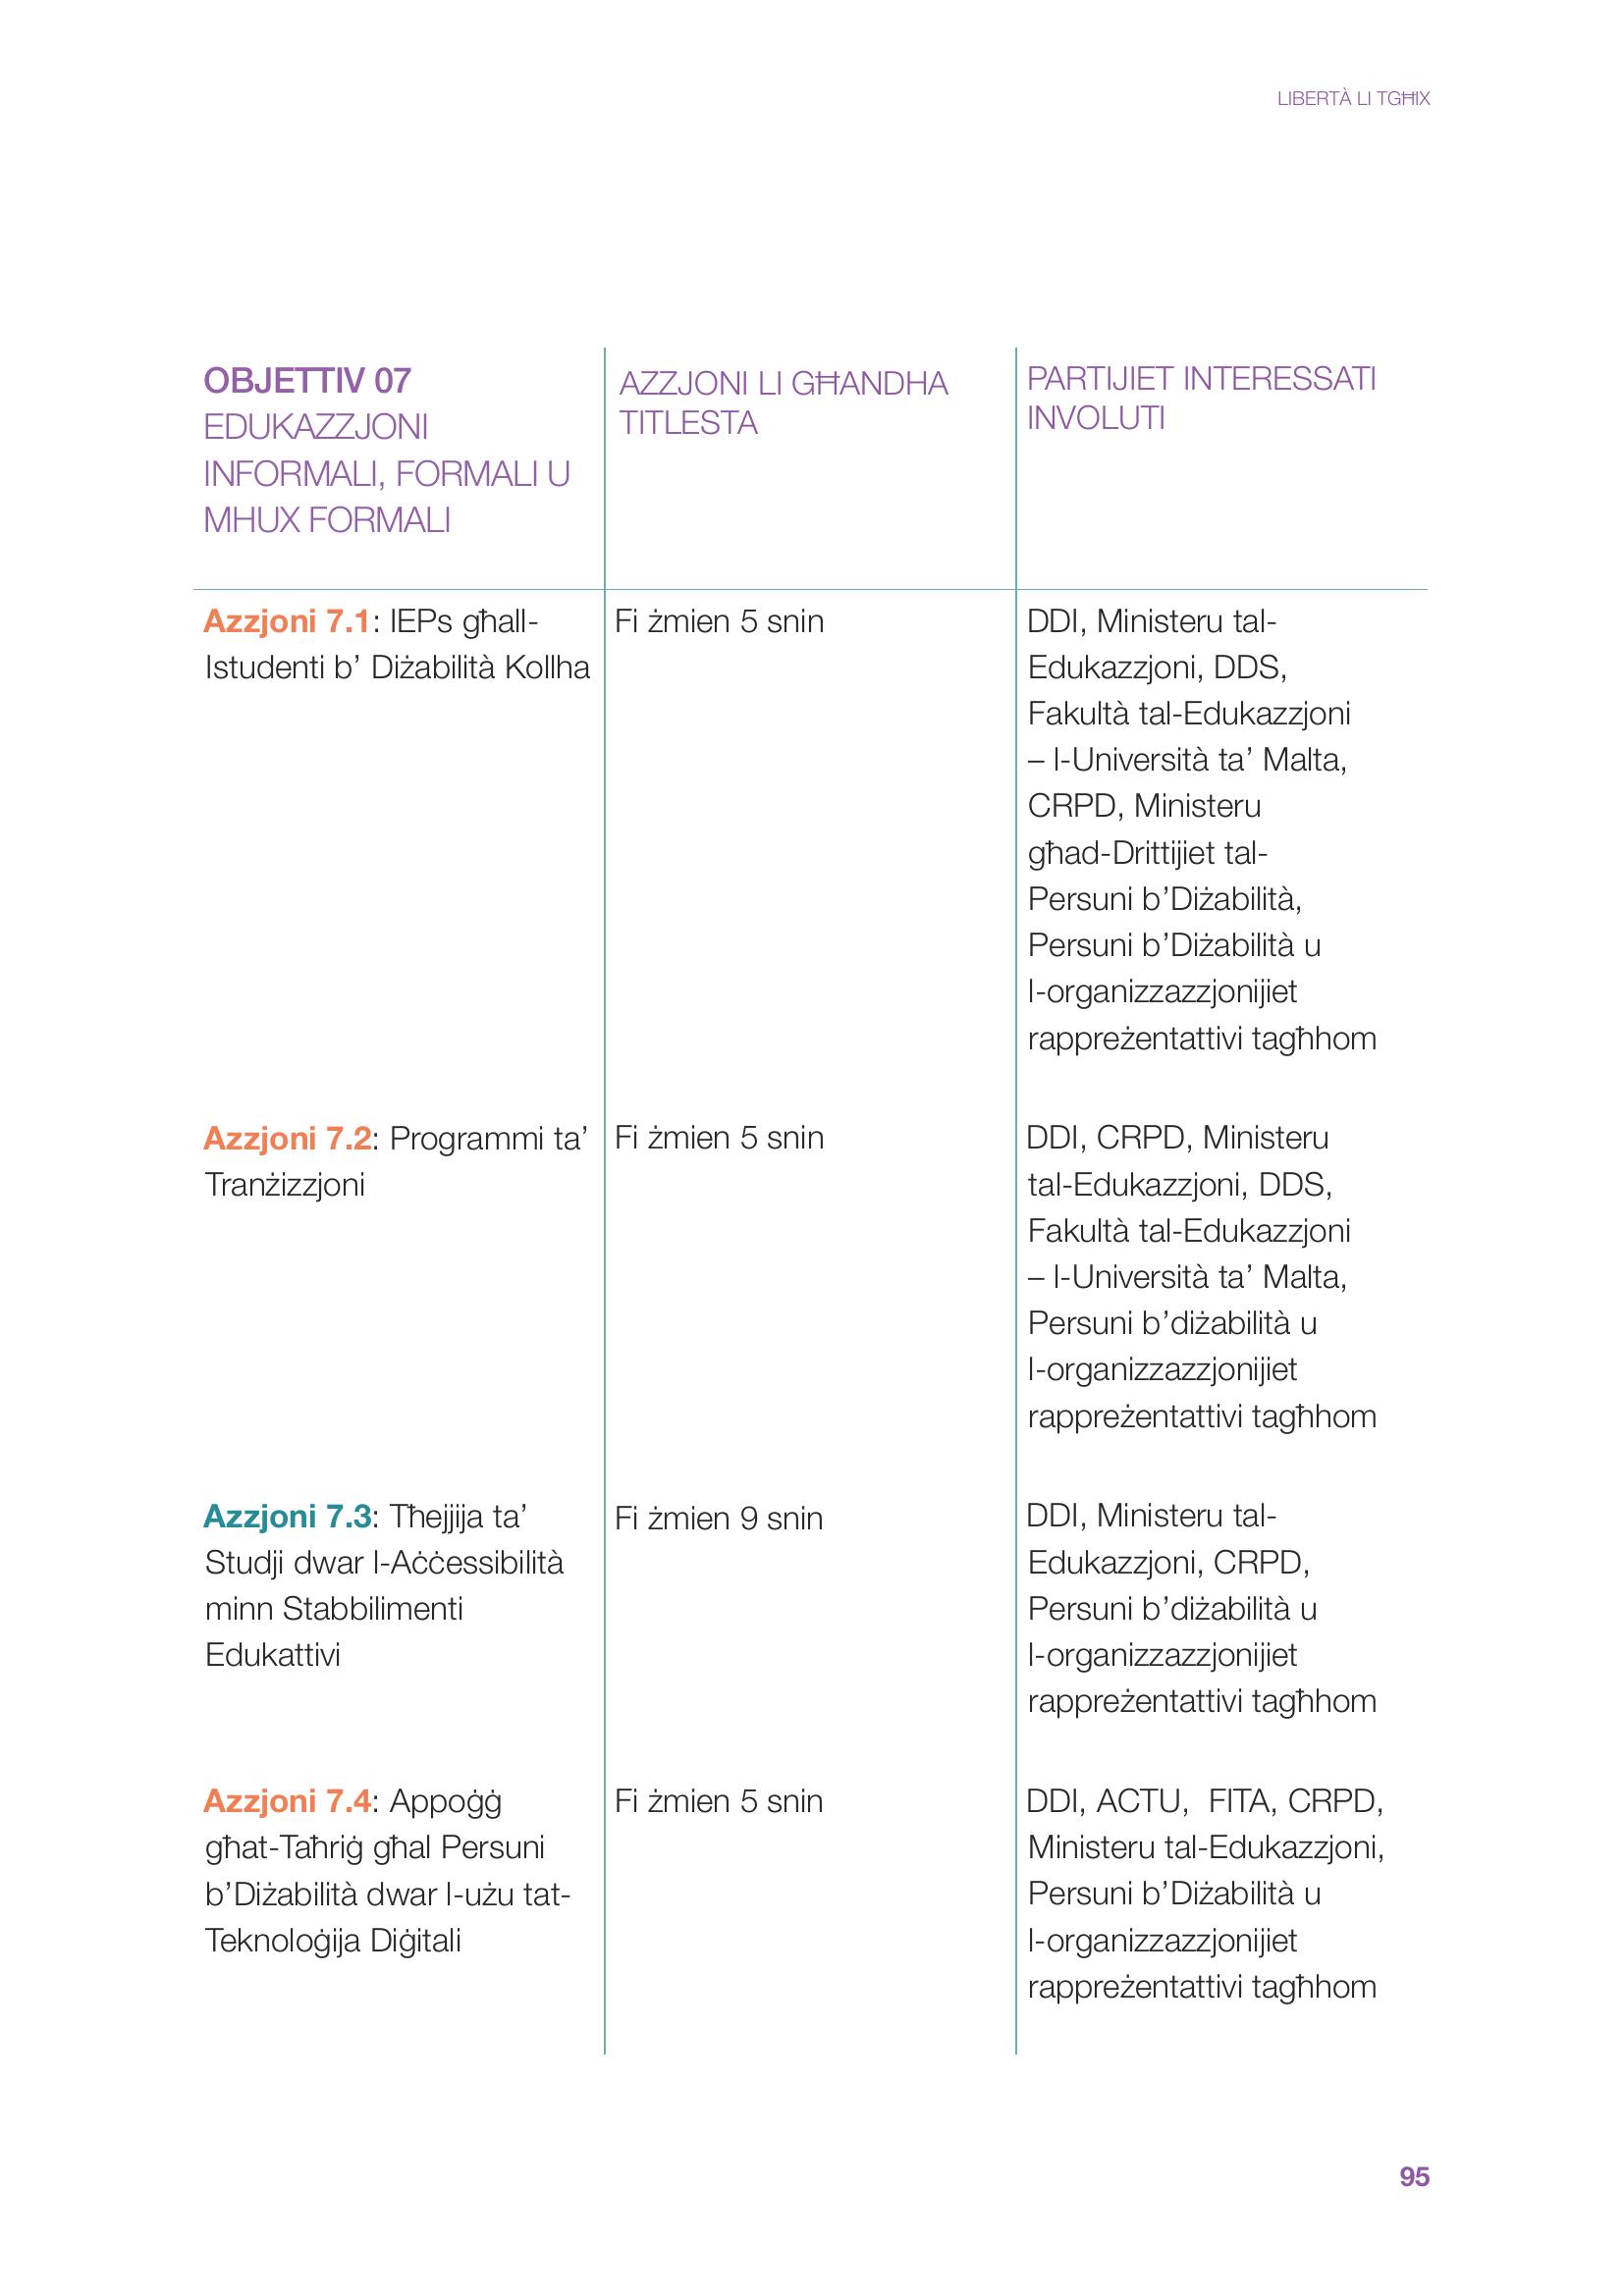 LIBERTÀ LI TGĦIX
OBJETTIV 07
EDUKAZZJONI
INFORMALI, FORMALI U
MHUX FORMALI
AZZJONI LI GĦANDHA
TITLESTA
PARTIJIET INTERESSATI
INVOLUTI
Azzjoni 7.1: IEPs għall-
Istudenti b’ Diżabilità Kollha
Fi żmien 5 snin
DDI, Ministeru tal-
Edukazzjoni, DDS,
Fakultà tal-Edukazzjoni
– l-Università ta’ Malta,
CRPD, Ministeru
għad-Drittijiet tal-
Persuni b’Diżabilità,
Persuni b’Diżabilità u
l-organizzazzjonijiet
rappreżentattivi tagħhom
Azzjoni 7.2: Programmi ta’
Tranżizzjoni
Fi żmien 5 snin
DDI, CRPD, Ministeru
tal-Edukazzjoni, DDS,
Fakultà tal-Edukazzjoni
– l-Università ta’ Malta,
Persuni b’diżabilità u
l-organizzazzjonijiet
rappreżentattivi tagħhom
Azzjoni 7.3: Tħejjija ta’
Studji dwar l-Aċċessibilità
minn Stabbilimenti
Edukattivi
Fi żmien 9 snin
DDI, Ministeru tal-
Edukazzjoni, CRPD,
Persuni b’diżabilità u
l-organizzazzjonijiet
rappreżentattivi tagħhom
Azzjoni 7.4: Appoġġ
għat-Taħriġ għal Persuni
b’Diżabilità dwar l-użu tat-
Teknoloġija Diġitali
Fi żmien 5 snin
DDI, ACTU,  FITA, CRPD,
Ministeru tal-Edukazzjoni,
Persuni b’Diżabilità u
l-organizzazzjonijiet
rappreżentattivi tagħhom
95